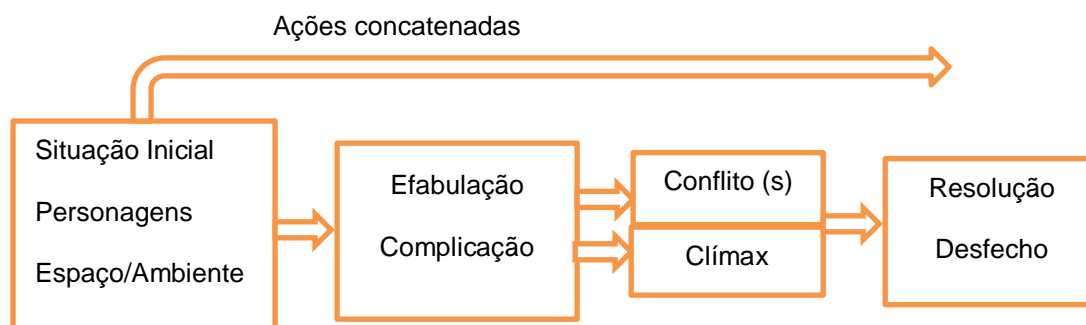 Ações concatenadas
Situação Inicial
Personagens
Espaço/Ambiente
Efabulação
Complicação
Conflito (s)
Clímax
Resolução
Desfecho